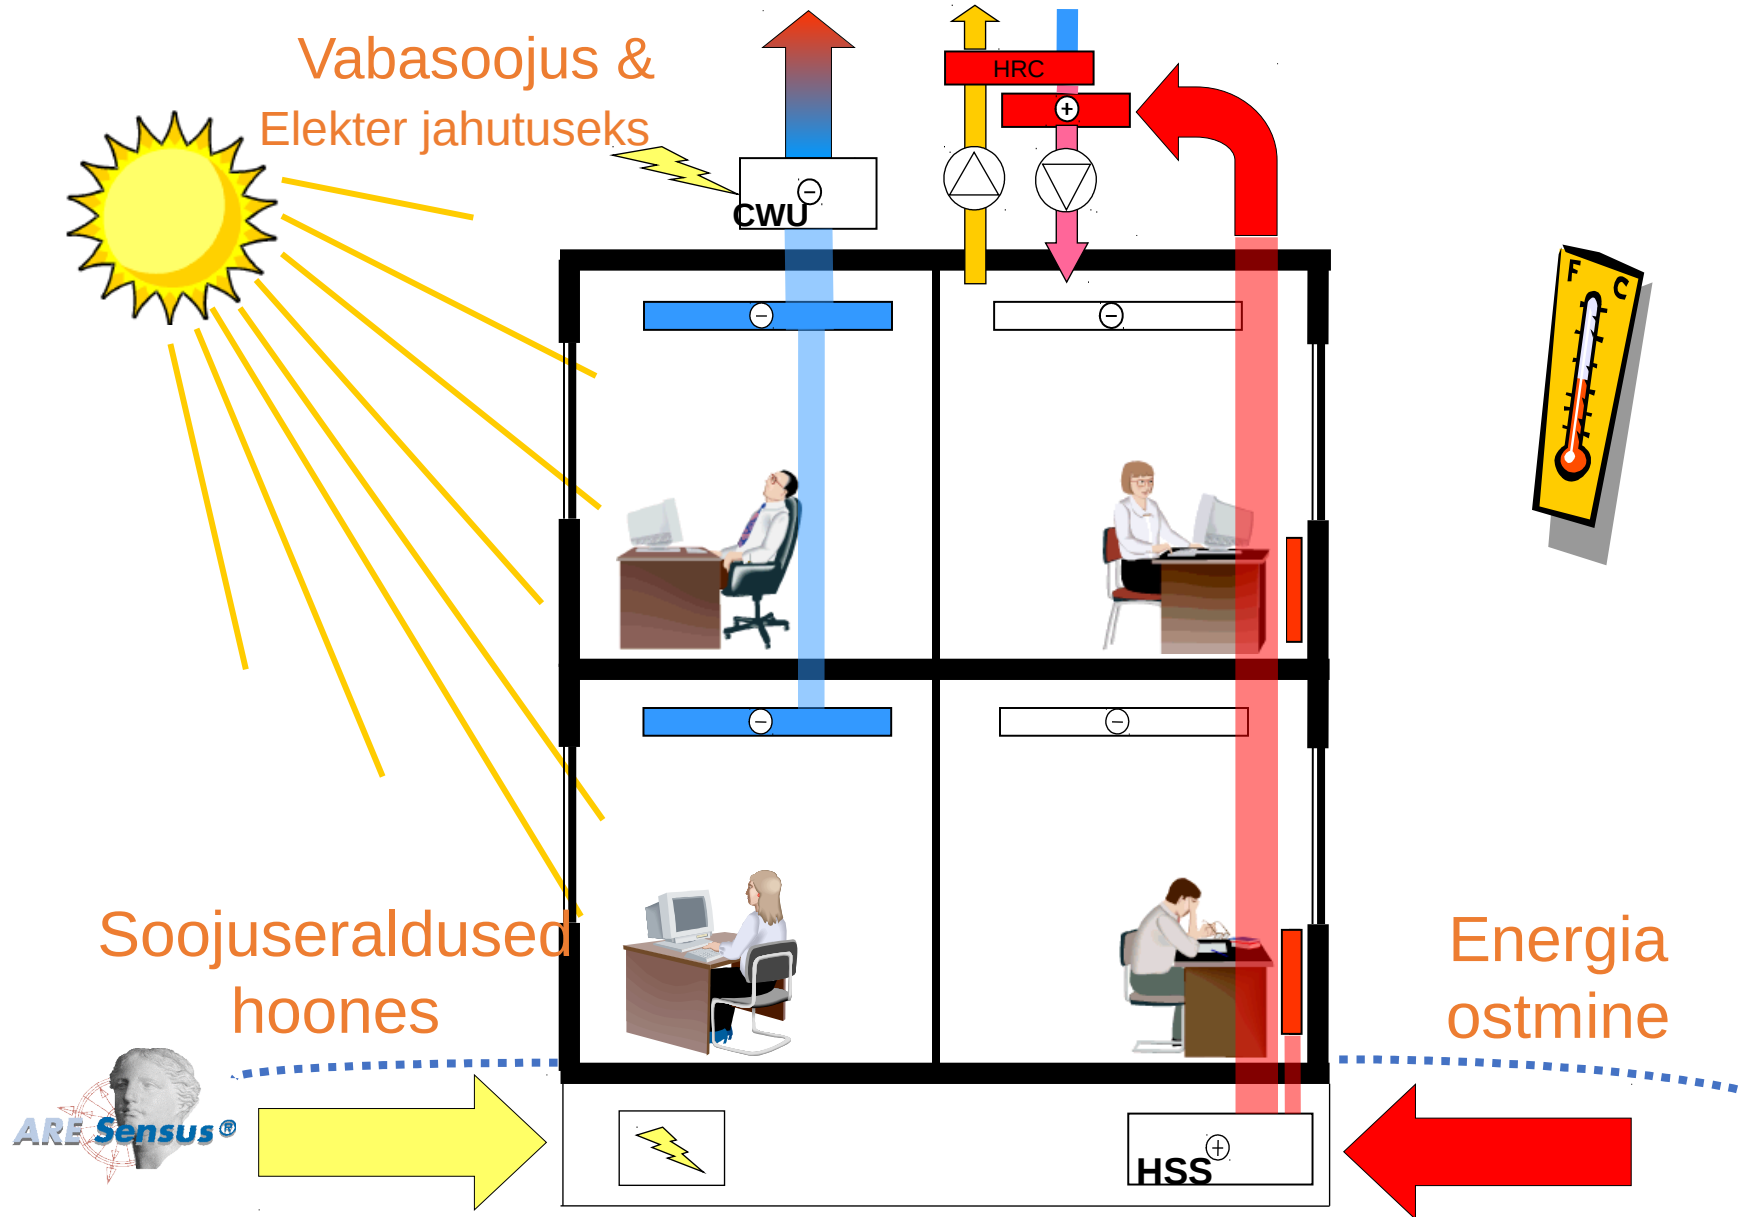 Vabasoojus &
Elekter jahutuseks
HRC
+
−
CWU
F C
−
−
−
−
Soojuseraldused
hoones
Energia
ostmine
ARE Sensus®
+
HSS